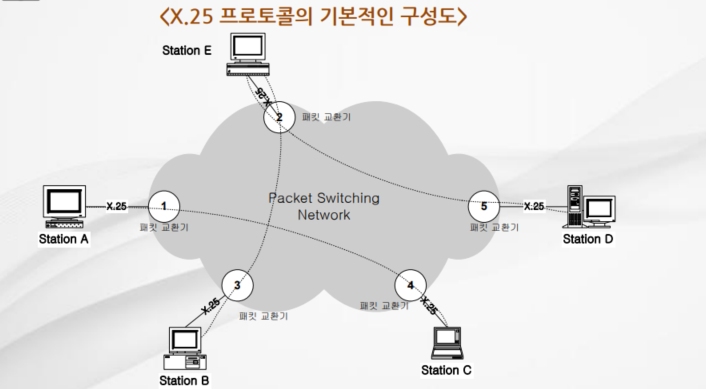 <X.25 프로토콜의 기본적인 구성도>
Station E
X.25
2
패킷 교환기
Packet Switching
Network
Station A
X.25
1
패킷 교환기
5
패킷 교환기
X.25
Station D
3
패킷 교환기
X.25
Station B
4
패킷 교환기
X.25
Station C